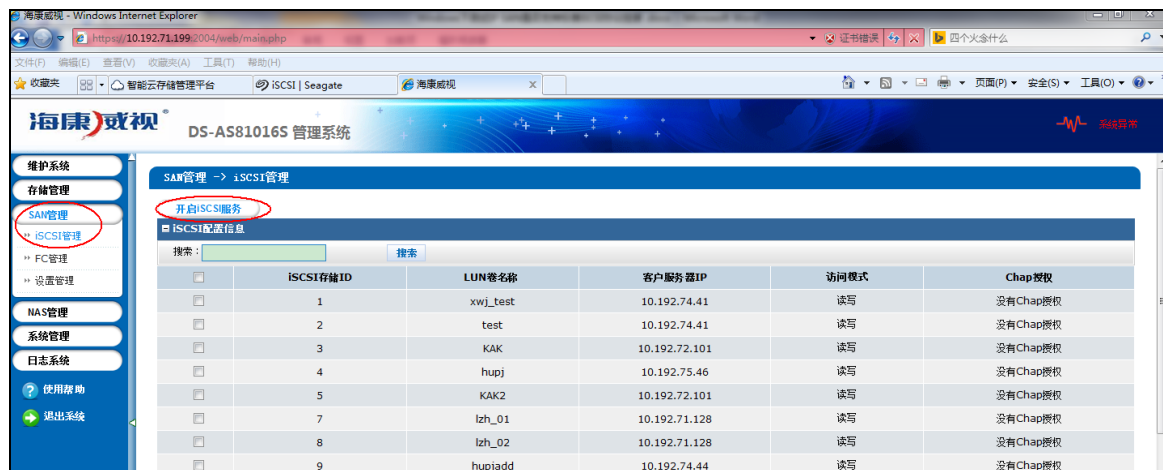 海康威视 - Windows Internet Explorer
https://10.192.71.199:2004/web/main.php
证书错误
四个火念什么
文件(F) 编辑(E) 查看(V) 收藏夹(A) 工具(T) 帮助(H)
收藏夹 智能云存储管理平台 iSCSI | Seagate 海康威视 X 页面(P) 安全(S) 工具(O)
海康威视® DS-AS81016S 管理系统 系统异常
维护系统
存储管理
SAN管理
iSCSI管理
FC管理
设置管理
NAS管理
系统管理
日志系统
使用帮助
退出系统
SAN管理 -> iSCSI管理
开启iSCSI服务
iSCSI配置信息
搜索： 搜索
iSCSI存储ID LUN卷名称 客户服务器IP 访问模式 Chap授权
1 xwj_test 10.192.74.41 读写 没有Chap授权
2 test 10.192.74.41 读写 没有Chap授权
3 KAK 10.192.72.101 读写 没有Chap授权
4 hupj 10.192.75.46 读写 没有Chap授权
5 KAK2 10.192.72.101 读写 没有Chap授权
7 lzh_01 10.192.71.128 读写 没有Chap授权
8 lzh_02 10.192.71.128 读写 没有Chap授权
9 hupjadd 10.192.74.44 读写 没有Chap授权